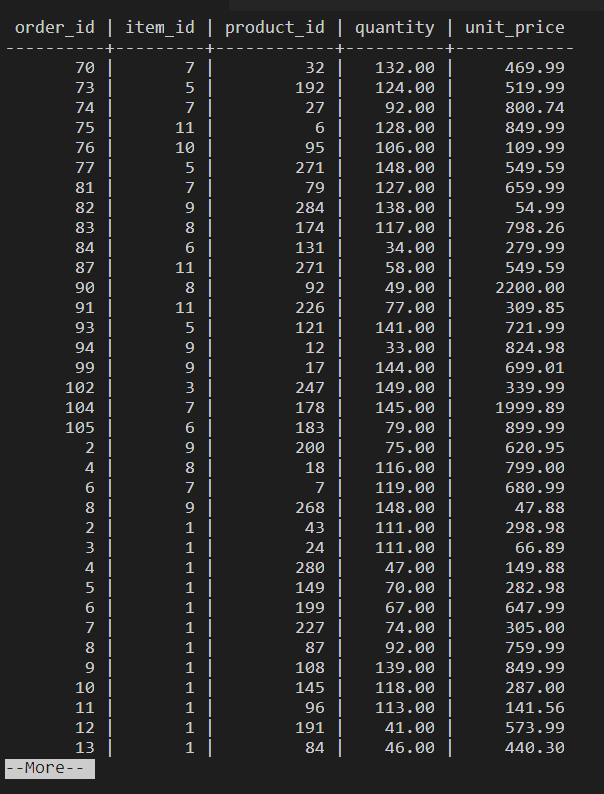 order_id | item_id | product_id | quantity | unit_price
----------+---------+------------+----------+------------
70 | 7 | 32 | 132.00 | 469.99
73 | 5 | 192 | 124.00 | 519.99
74 | 7 | 27 | 92.00 | 800.74
75 | 11 | 6 | 128.00 | 849.99
76 | 10 | 95 | 106.00 | 109.99
77 | 5 | 271 | 148.00 | 549.59
81 | 7 | 79 | 127.00 | 659.99
82 | 9 | 284 | 138.00 | 54.99
83 | 8 | 174 | 117.00 | 798.26
84 | 6 | 131 | 34.00 | 279.99
87 | 11 | 271 | 58.00 | 549.59
90 | 8 | 92 | 49.00 | 2200.00
91 | 11 | 226 | 77.00 | 309.85
93 | 5 | 121 | 141.00 | 721.99
94 | 9 | 12 | 33.00 | 824.98
99 | 9 | 17 | 144.00 | 699.01
102 | 3 | 247 | 149.00 | 339.99
104 | 7 | 178 | 145.00 | 1999.89
105 | 6 | 183 | 79.00 | 899.99
2 | 9 | 200 | 75.00 | 620.95
4 | 8 | 18 | 116.00 | 799.00
6 | 7 | 7 | 119.00 | 680.99
8 | 9 | 268 | 148.00 | 47.88
2 | 1 | 43 | 111.00 | 298.98
3 | 1 | 24 | 111.00 | 66.89
4 | 1 | 280 | 47.00 | 149.88
5 | 1 | 149 | 70.00 | 282.98
6 | 1 | 199 | 67.00 | 647.99
7 | 1 | 227 | 74.00 | 305.00
8 | 1 | 87 | 92.00 | 759.99
9 | 1 | 108 | 139.00 | 849.99
10 | 1 | 145 | 118.00 | 287.00
11 | 1 | 96 | 113.00 | 141.56
12 | 1 | 191 | 41.00 | 573.99
13 | 1 | 84 | 46.00 | 440.30
--More--